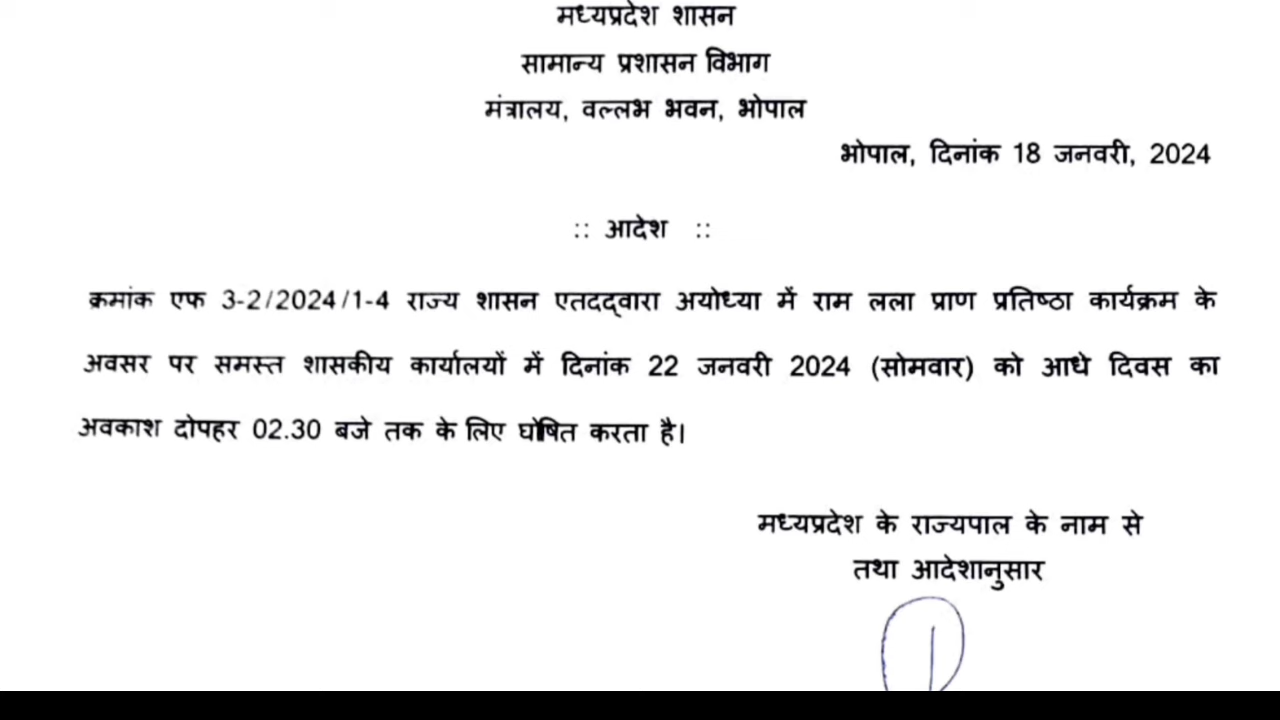 मध्यप्रदेश शासन
सामान्य प्रशासन विभाग
मंत्रालय, वल्लभ भवन, भोपाल
भोपाल, दिनांक 18 जनवरी, 2024
:: आदेश ::
क्रमांक एफ 3-2/2024/1-4 राज्य शासन एतदद्वारा अयोध्या में राम लला प्राण प्रतिष्ठा कार्यक्रम के
अवसर पर समस्त शासकीय कार्यालयों में दिनांक 22 जनवरी 2024 (सोमवार) को आधे दिवस का
अवकाश दोपहर 02.30 बजे तक के लिए घोषित करता है।
मध्यप्रदेश के राज्यपाल के नाम से
तथा आदेशानुसार